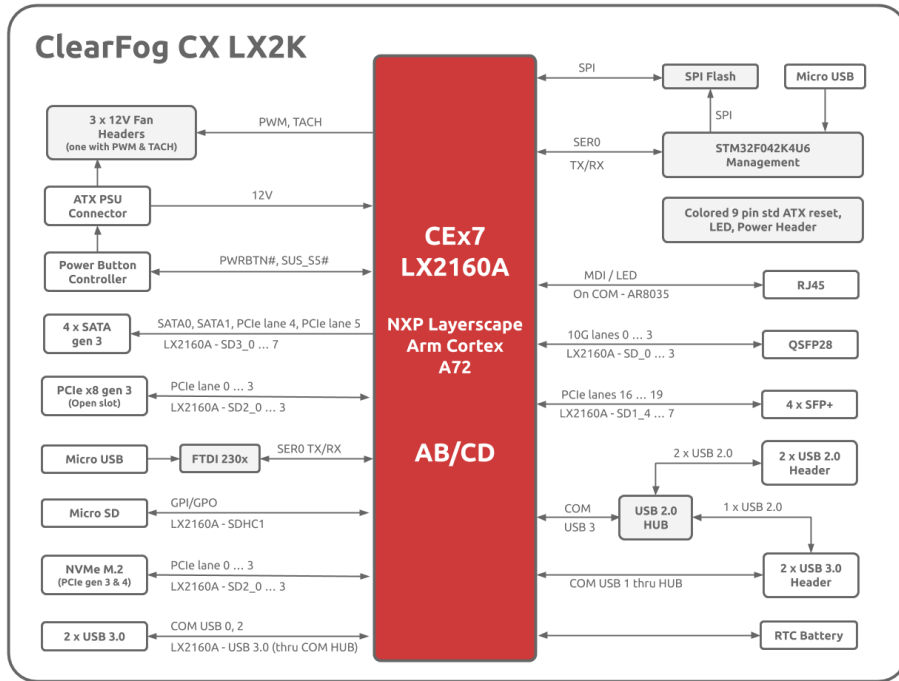 ClearFog CX LX2K
3 x 12V Fan
Headers
(one with PWM & TACH)
PWM, TACH
ATX PSU
Connector
12V
Power Button
Controller
PWRBTN#, SUS_S5#
4 x SATA
gen 3
SATA0, SATA1, PCIe lane 4, PCIe lane 5
LX2160A - SD3_0 ... 7
PCIe x8 gen 3
(Open slot)
PCIe lane 0 ... 3
LX2160A - SD2_0 ... 3
Micro USB
FTDI 230x
SER0 TX/RX
Micro SD
GPI/GPO
LX2160A - SDHC1
NVMe M.2
(PCIe gen 3 & 4)
PCIe lane 0 ... 3
LX2160A - SD2_0 ... 3
2 x USB 3.0
COM USB 0, 2
LX2160A - USB 3.0 (thru COM HUB)
CEx7
LX2160A
NXP Layerscape
Arm Cortex
A72
AB/CD
SPI
SPI Flash
Micro USB
SPI
SER0
TX/RX
STM32F042K4U6
Management
Colored 9 pin std ATX reset,
LED, Power Header
MDI / LED
On COM - AR8035
RJ45
10G lanes 0 ... 3
LX2160A - SD_0 ... 3
QSFP28
PCIe lanes 16 ... 19
LX2160A - SD1_4 ... 7
4 x SFP+
2 x USB 2.0
2 x USB 2.0
Header
COM
USB 3
USB 2.0
HUB
1 x USB 2.0
COM USB 1 thru HUB
2 x USB 3.0
Header
RTC Battery